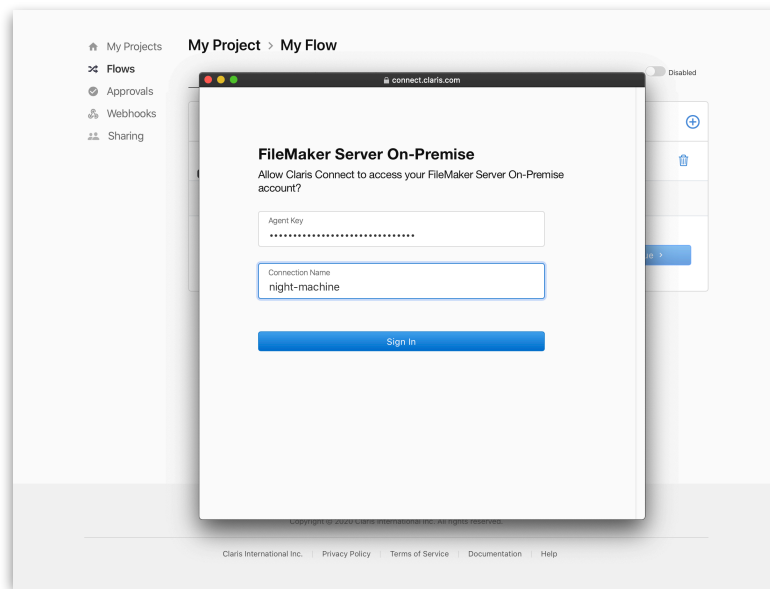 My Projects
My Project > My Flow
Flows
Disabled
Approvals
connect.claris.com
Webhooks
Sharing
FileMaker Server On-Premise
Allow Claris Connect to access your FileMaker Server On-Premise
account?
Agent Key
••••••••••••••••••••••••••••••
Connection Name
night-machine
Sign In
Copyright © 2020 Claris International Inc. All rights reserved.
Claris International Inc. | Privacy Policy | Terms of Service | Documentation | Help